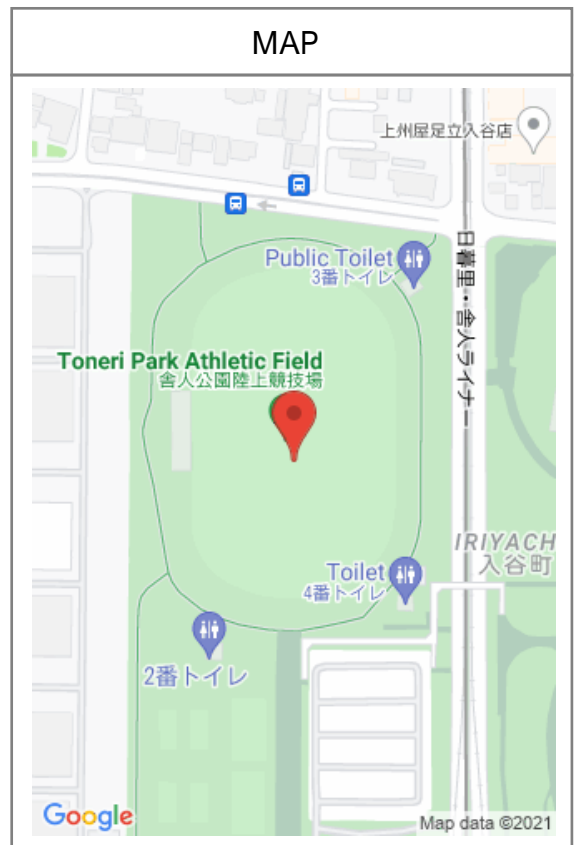 MAP
上州屋足立入谷店
Public Toilet
3番トイレ
日暮里・舎人ライナー
Toneri Park Athletic Field
舎人公園陸上競技場
IRIYACH
入谷町
Toilet
4番トイレ
2番トイレ
Google
Map data ©2021